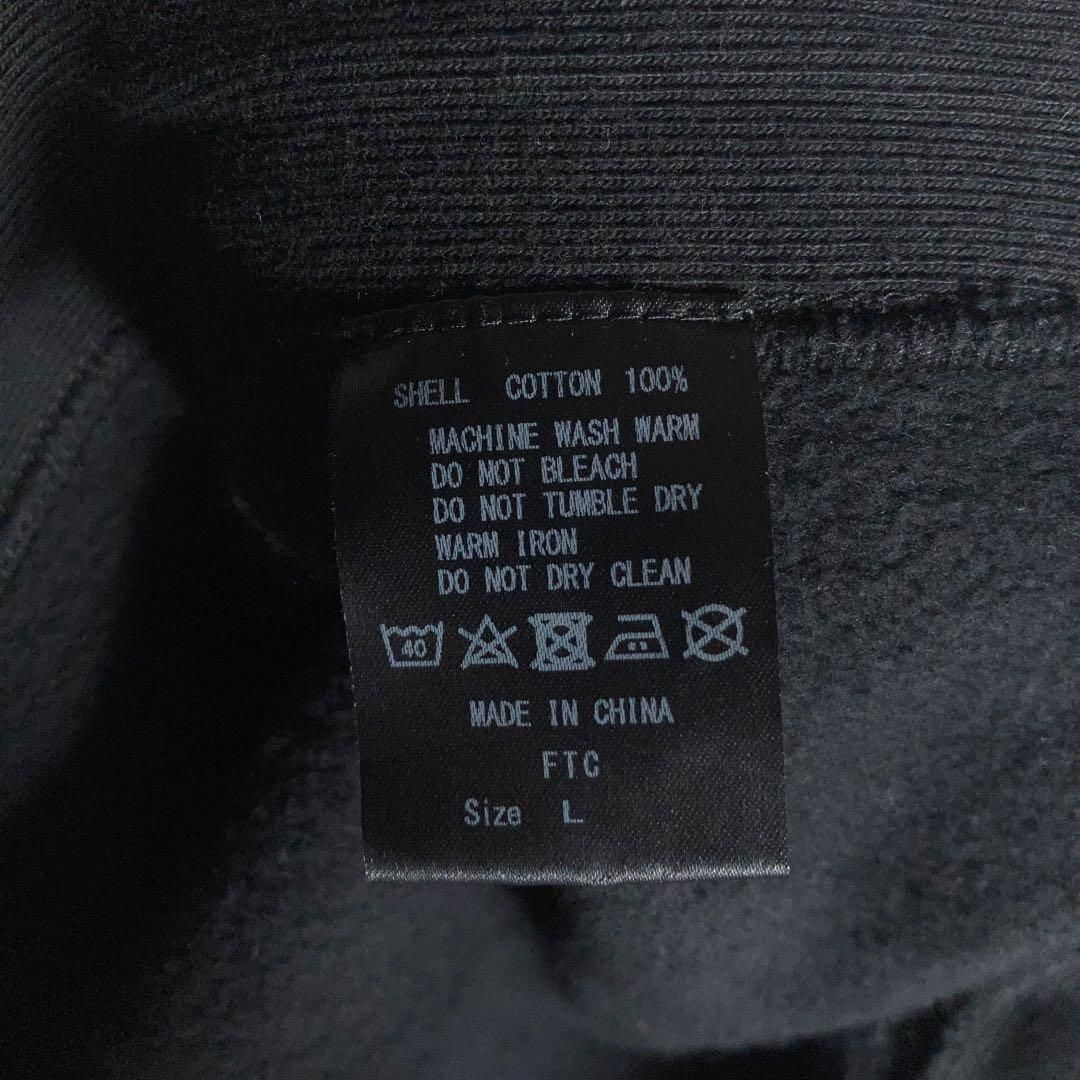 SHELL COTTON 100%
MACHINE WASH WARM
DO NOT BLEACH
DO NOT TUMBLE DRY
WARM IRON
DO NOT DRY CLEAN
40
MADE IN CHINA
FTC
Size L